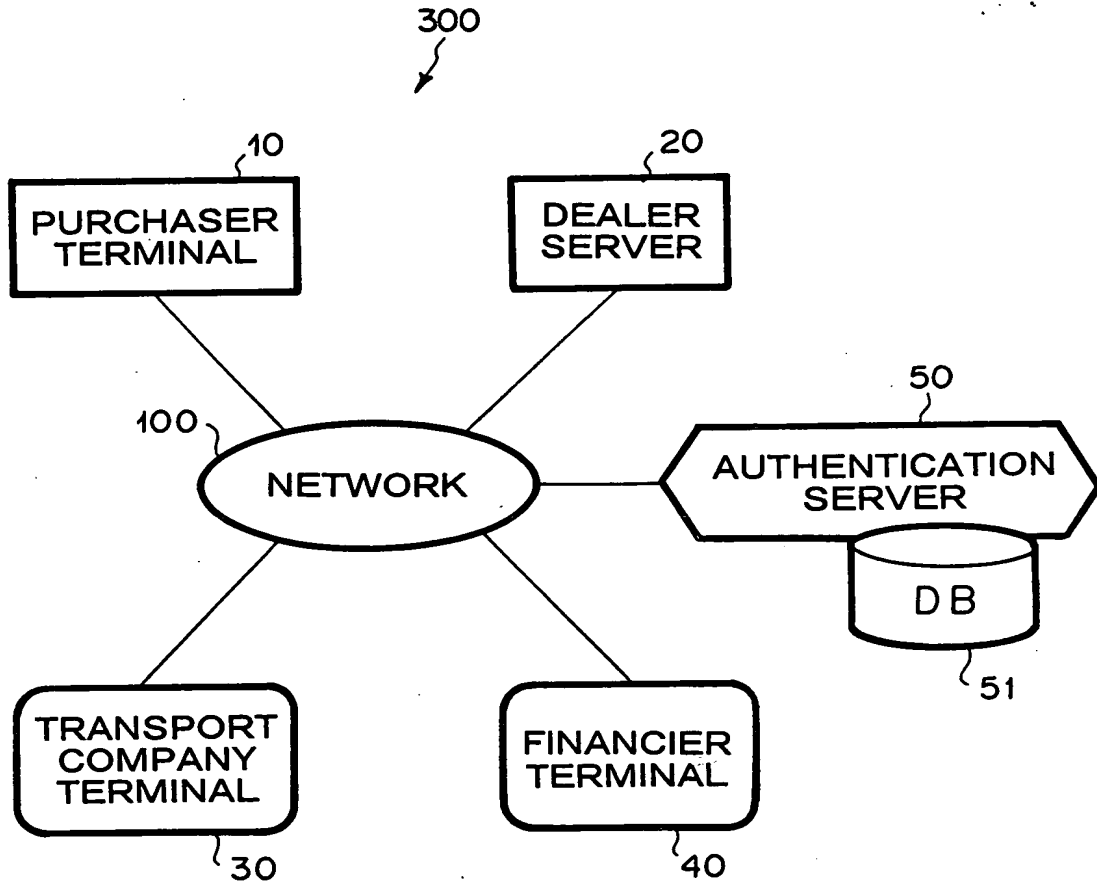 300
10
PURCHASER
TERMINAL
20
DEALER
SERVER
100
NETWORK
50
AUTHENTICATION
SERVER
DB
51
TRANSPORT
COMPANY
TERMINAL
30
FINANCIER
TERMINAL
40